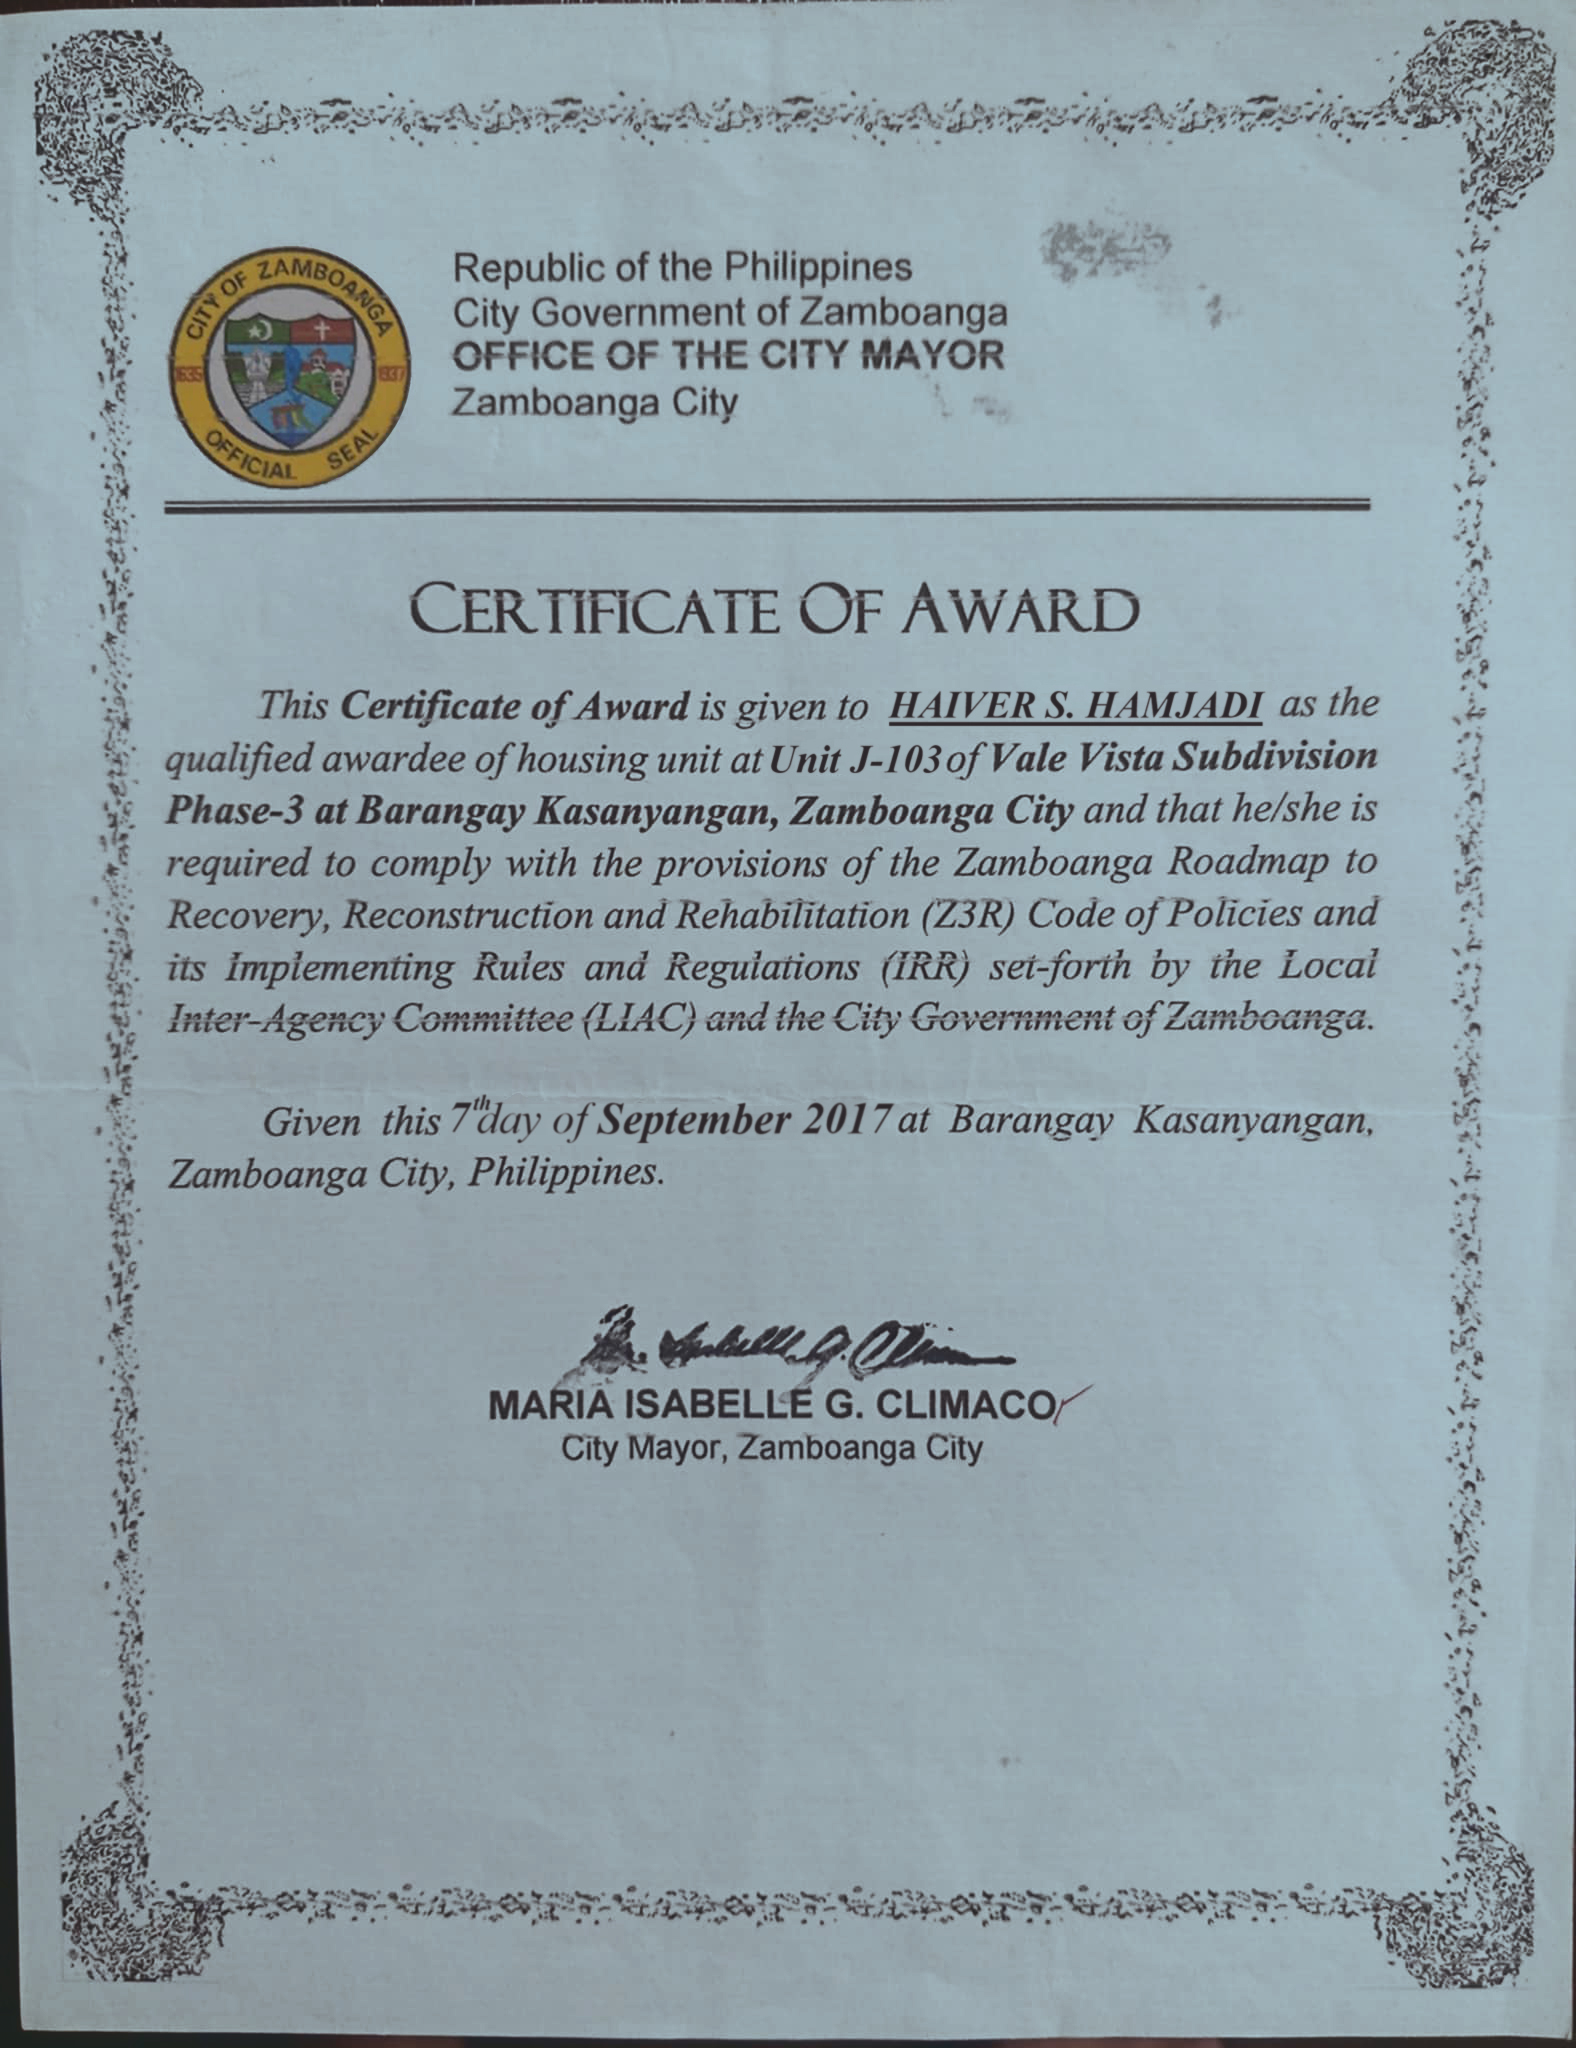 CITY OF ZAMBOANGA
1635 1937
OFFICIAL SEAL
Republic of the Philippines
City Government of Zamboanga
OFFICE OF THE CITY MAYOR
Zamboanga City
CERTIFICATE OF AWARD
This Certificate of Award is given to HAIVER S. HAMJADI as the
qualified awardee of housing unit at Unit J-103 of Vale Vista Subdivision
Phase-3 at Barangay Kasanyangan, Zamboanga City and that he/she is
required to comply with the provisions of the Zamboanga Roadmap to
Recovery, Reconstruction and Rehabilitation (Z3R) Code of Policies and
its Implementing Rules and Regulations (IRR) set-forth by the Local
Inter-Agency Committee (LIAC) and the City Government of Zamboanga.
Given this 7th day of September 2017 at Barangay Kasanyangan,
Zamboanga City, Philippines.
MARIA ISABELLE G. CLIMACO
City Mayor, Zamboanga City